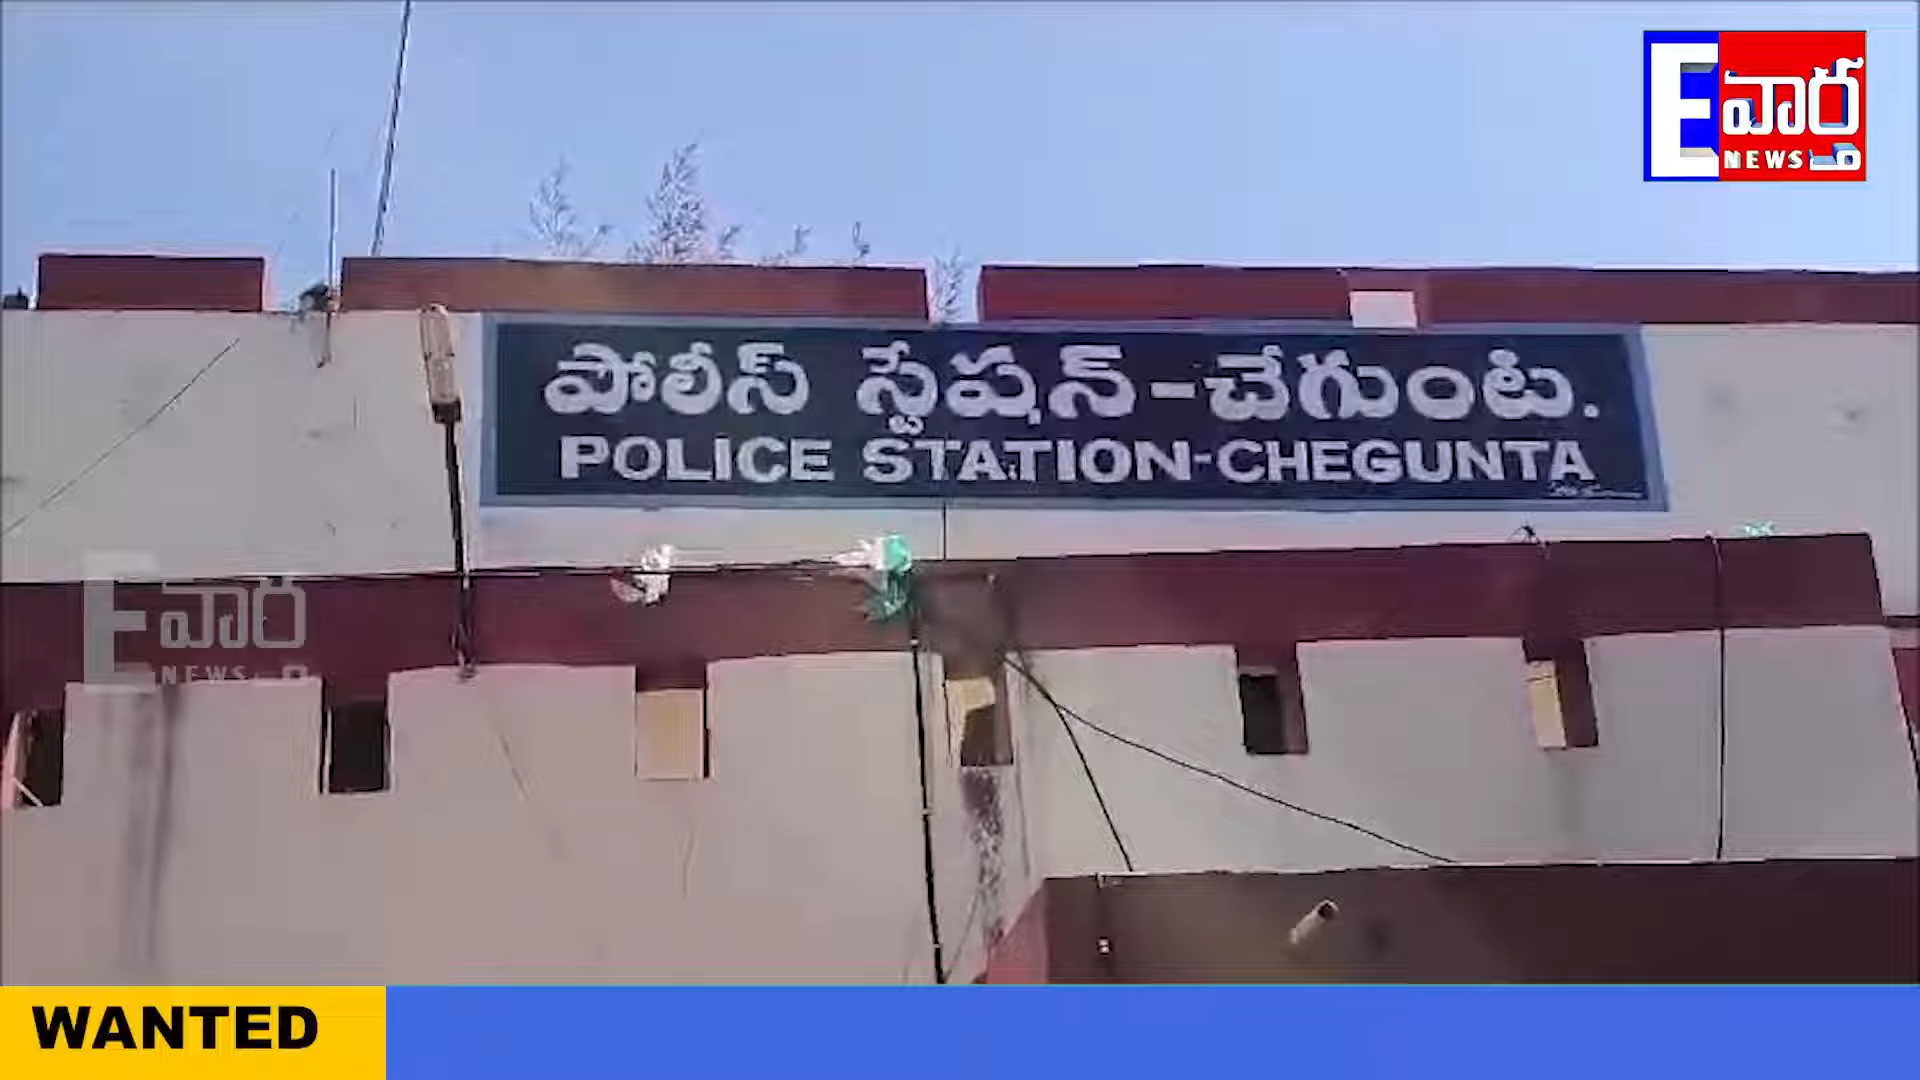 E వార్త
NEWS
పోలీస్ స్టేషన్-చేగుంట.
POLICE STATION-CHEGUNTA
E వార్త
NEWS
WANTED